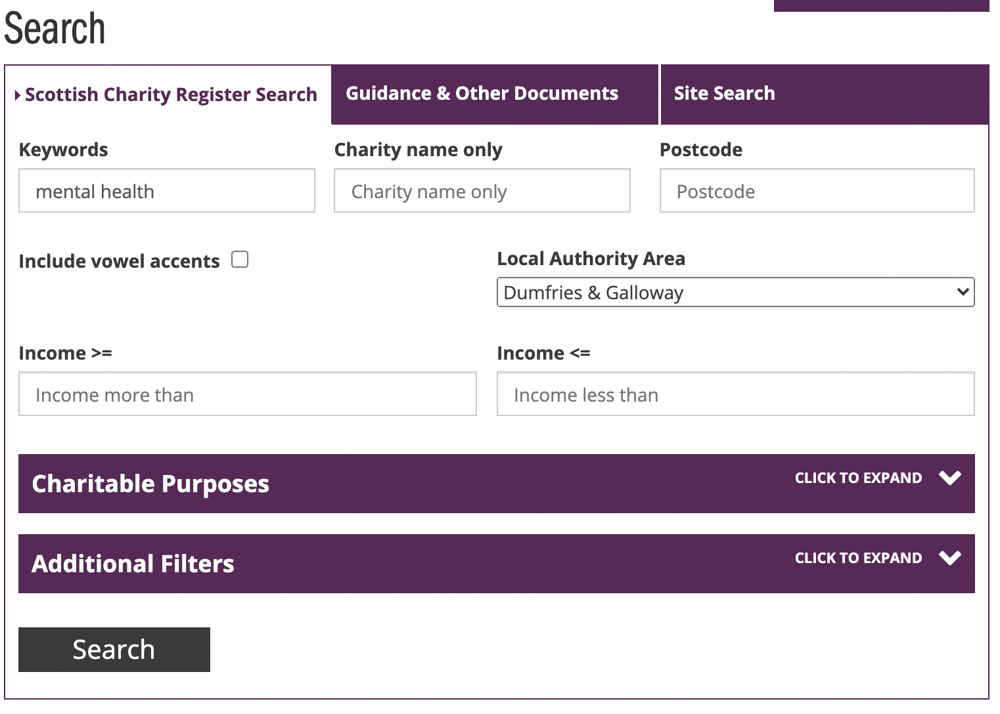 Search
Scottish Charity Register Search
Guidance & Other Documents
Site Search
Keywords
Charity name only
Postcode
mental health
Charity name only
Postcode
Include vowel accents
Local Authority Area
Dumfries & Galloway
Income >=
Income <=
Income more than
Income less than
Charitable Purposes
CLICK TO EXPAND
Additional Filters
CLICK TO EXPAND
Search